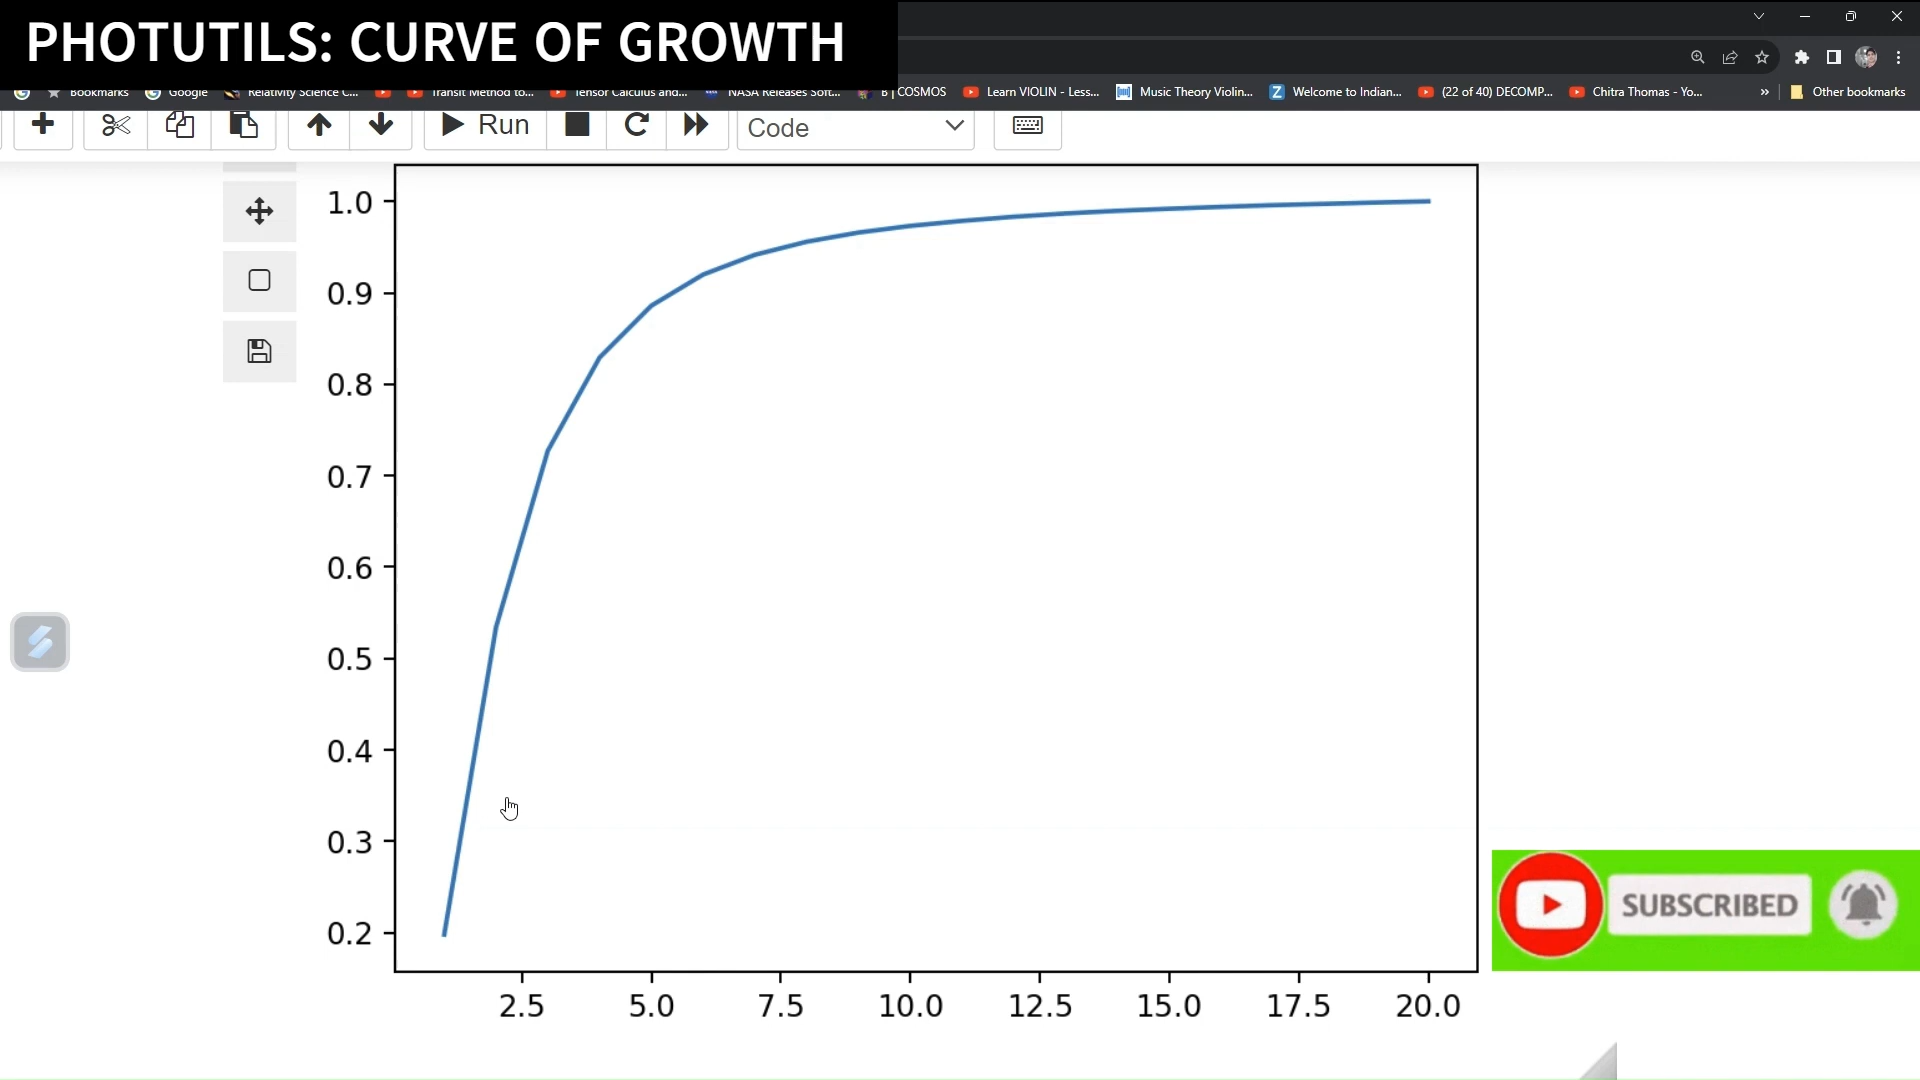 PHOTUTILS: CURVE OF GROWTH
Bookmarks Google Relativity Science C... Transit Method to... Tensor Calculus and... NASA Releases Soft... B | COSMOS Learn VIOLIN - Less... Music Theory Violin... Welcome to Indian... (22 of 40) DECOMP... Chitra Thomas - Yo... » Other bookmarks
Run Code
1.0
0.9
0.8
0.7
0.6
0.5
0.4
0.3
0.2
SUBSCRIBED
2.5 5.0 7.5 10.0 12.5 15.0 17.5 20.0